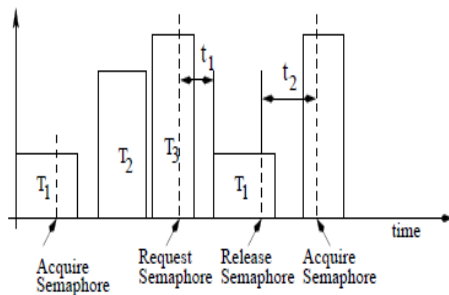 t1
t2
T1
T2
T3
T1
time
Acquire
Semaphore
Request
Semaphore
Release
Semaphore
Acquire
Semaphore